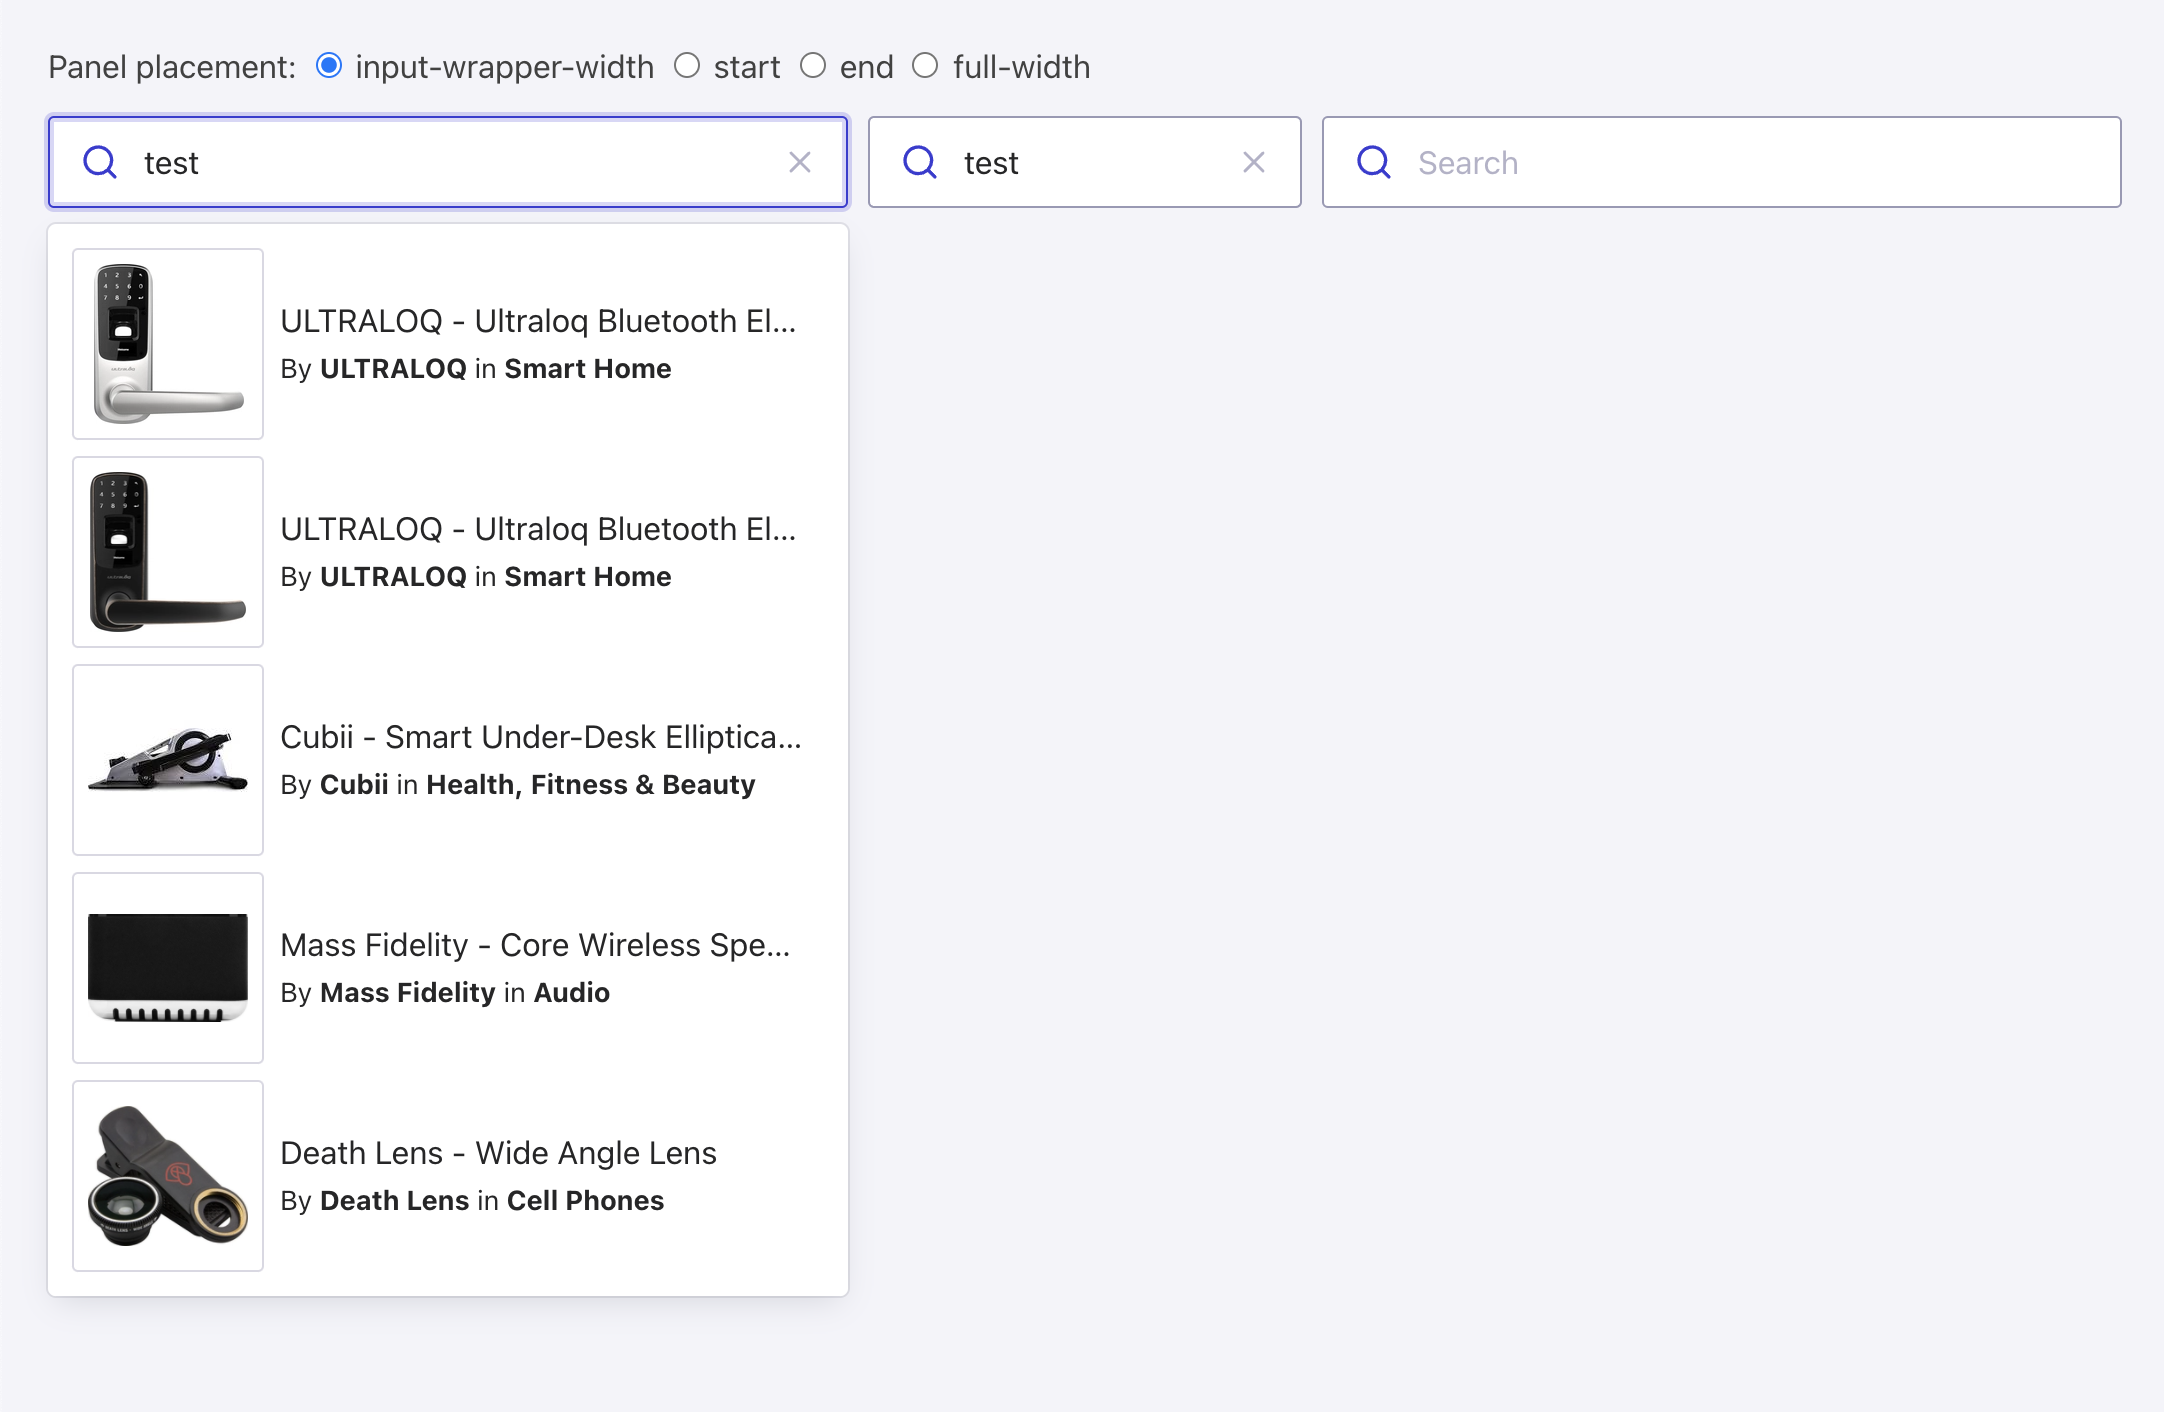 Panel placement: input-wrapper-width start end full-width
test test Search
ULTRALOQ - Ultraloq Bluetooth El...
By ULTRALOQ in Smart Home
ULTRALOQ - Ultraloq Bluetooth El...
By ULTRALOQ in Smart Home
Cubii - Smart Under-Desk Elliptica...
By Cubii in Health, Fitness & Beauty
Mass Fidelity - Core Wireless Spe...
By Mass Fidelity in Audio
Death Lens - Wide Angle Lens
By Death Lens in Cell Phones